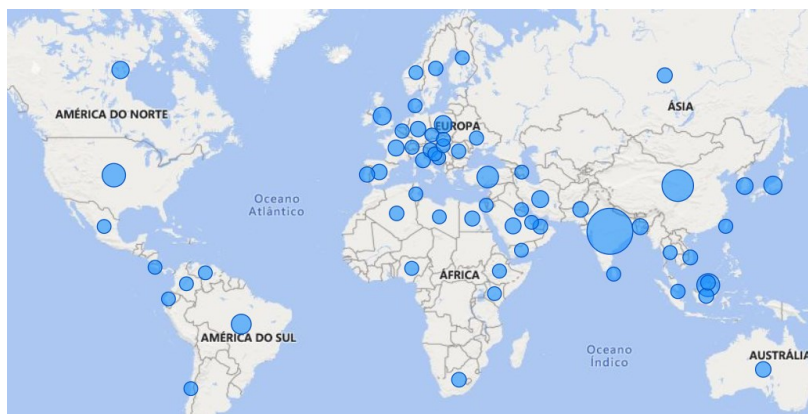 AMÉRICA DO NORTE
ÁSIA
EUROPA
Oceano
Atlântico
ÁFRICA
AMÉRICA DO SUL
Oceano
Índico
AUSTRÁLIA